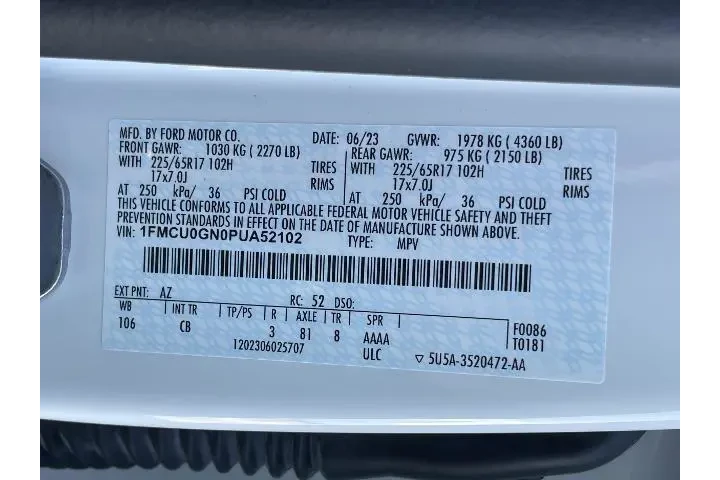 MFD. BY FORD MOTOR CO. DATE: 06/23 GVWR: 1978 KG ( 4360 LB)
FRONT GAWR: 1030 KG ( 2270 LB) REAR GAWR: 975 KG ( 2150 LB)
WITH 225/65R17 102H TIRES WITH 225/65R17 102H TIRES
17x7.0J RIMS 17x7.0J RIMS
AT 250 kPa/ 36 PSI COLD AT 250 kPa/ 36 PSI COLD
THIS VEHICLE CONFORMS TO ALL APPLICABLE FEDERAL MOTOR VEHICLE SAFETY AND THEFT
PREVENTION STANDARDS IN EFFECT ON THE DATE OF MANUFACTURE SHOWN ABOVE.
VIN: 1FMCU0GN0PUA52102 TYPE: MPV
EXT PNT: AZ RC: 52 DSO:
WB INT TR TP/PS R AXLE TR SPR F0086
106 CB 3 81 8 AAAA T0181
ULC ▽ 5U5A-3520472-AA
1202306025707